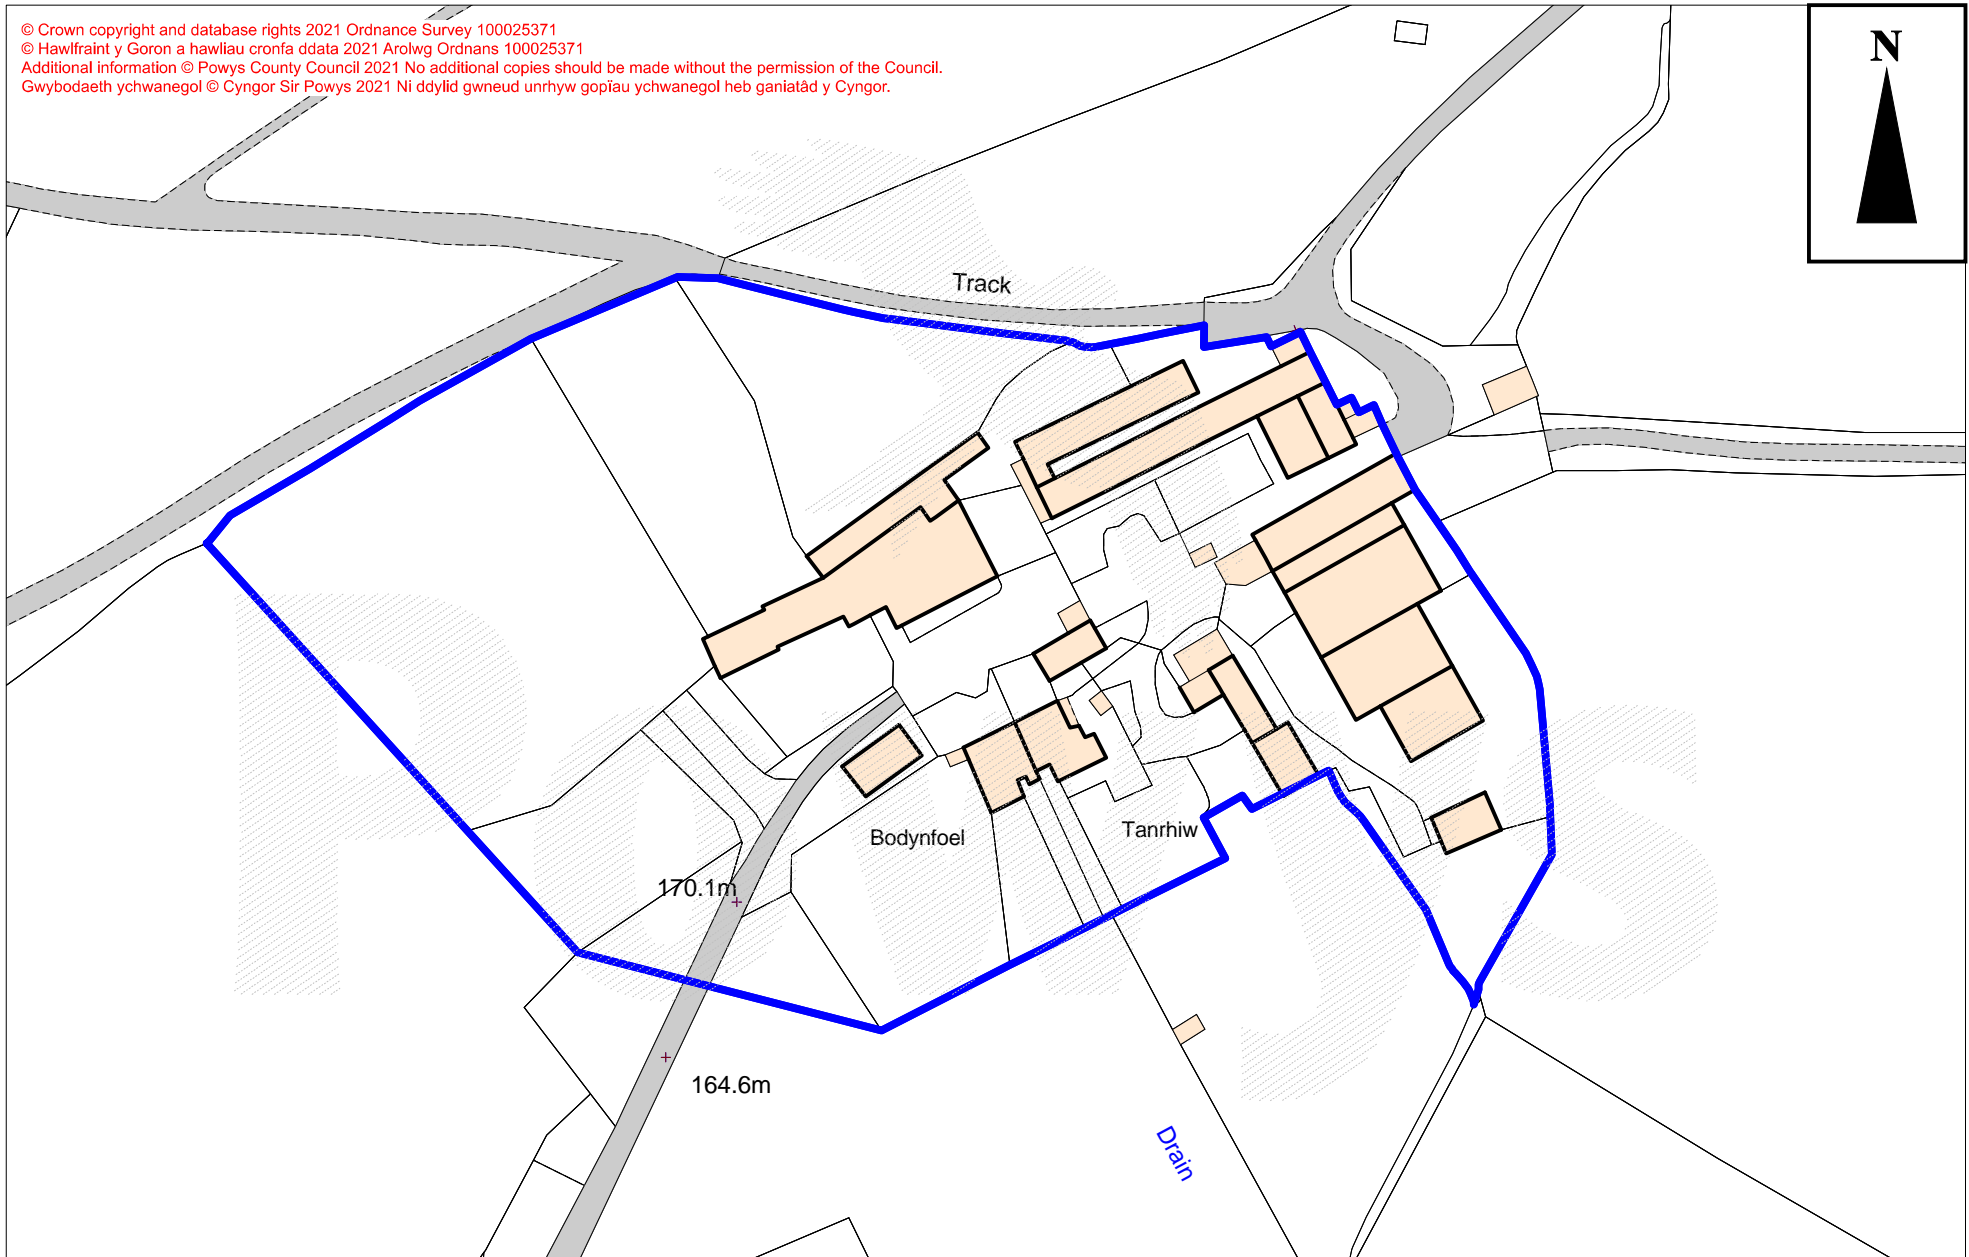 © Crown copyright and database rights 2021 Ordnance Survey 100025371
© Hawlfraint y Goron a hawliau cronfa ddata 2021 Arolwg Ordnans 100025371
Additional information © Powys County Council 2021 No additional copies should be made without the permission of the Council.
Gwybodaeth ychwanegol © Cyngor Sir Powys 2021 Ni ddylid gwneud unrhyw gopïau ychwanegol heb ganiatâd y Cyngor.
N
Track
Bodynfoel
Tanrhiw
170.1m
164.6m
Drain
Powys